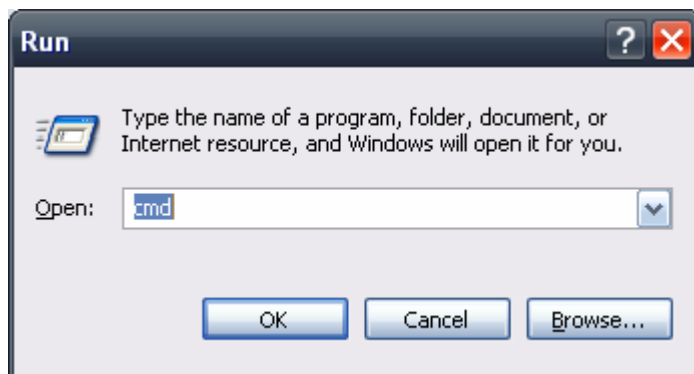 Run
Type the name of a program, folder, document, or
Internet resource, and Windows will open it for you.
Open: cmd
OK Cancel Browse...